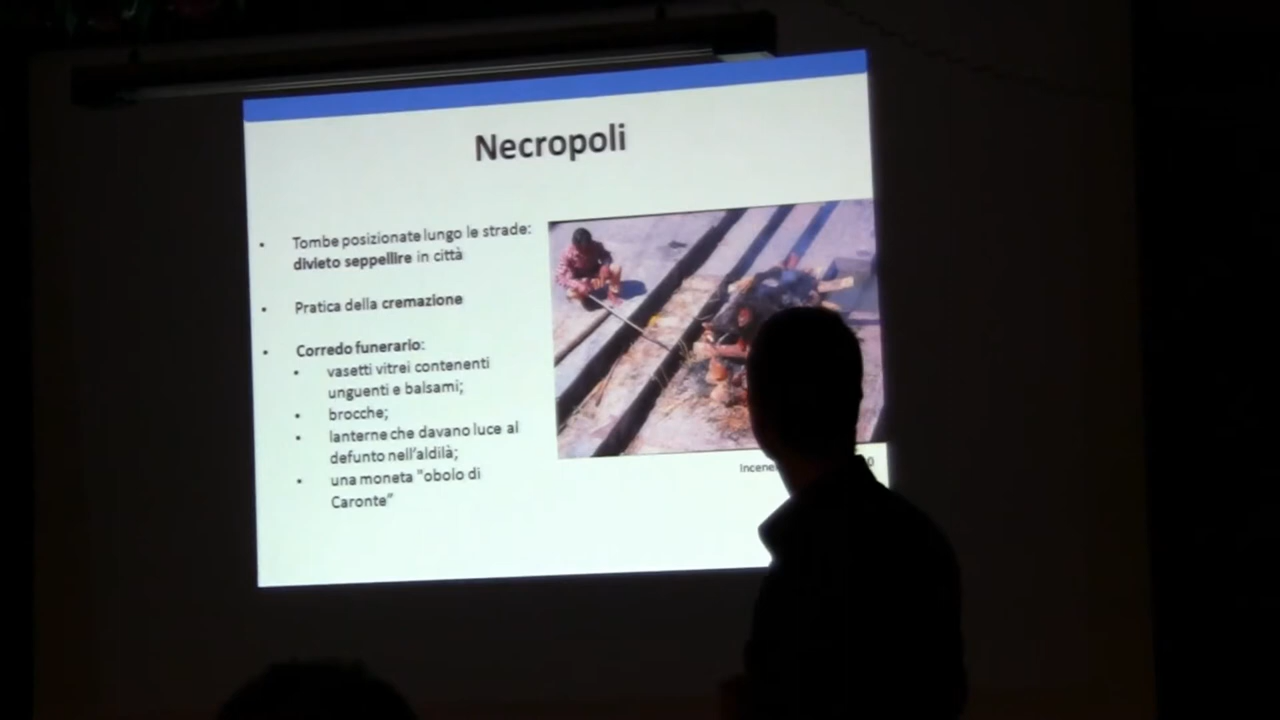 Necropoli
• Tombe posizionate lungo le strade:
divieto seppellire in città
• Pratica della cremazione
• Corredo funerario:
• vasetti vitrei contenenti
unguenti e balsami;
• brocche;
• lanterne che davano luce al
defunto nell'aldilà;
• una moneta "obolo di
Caronte"